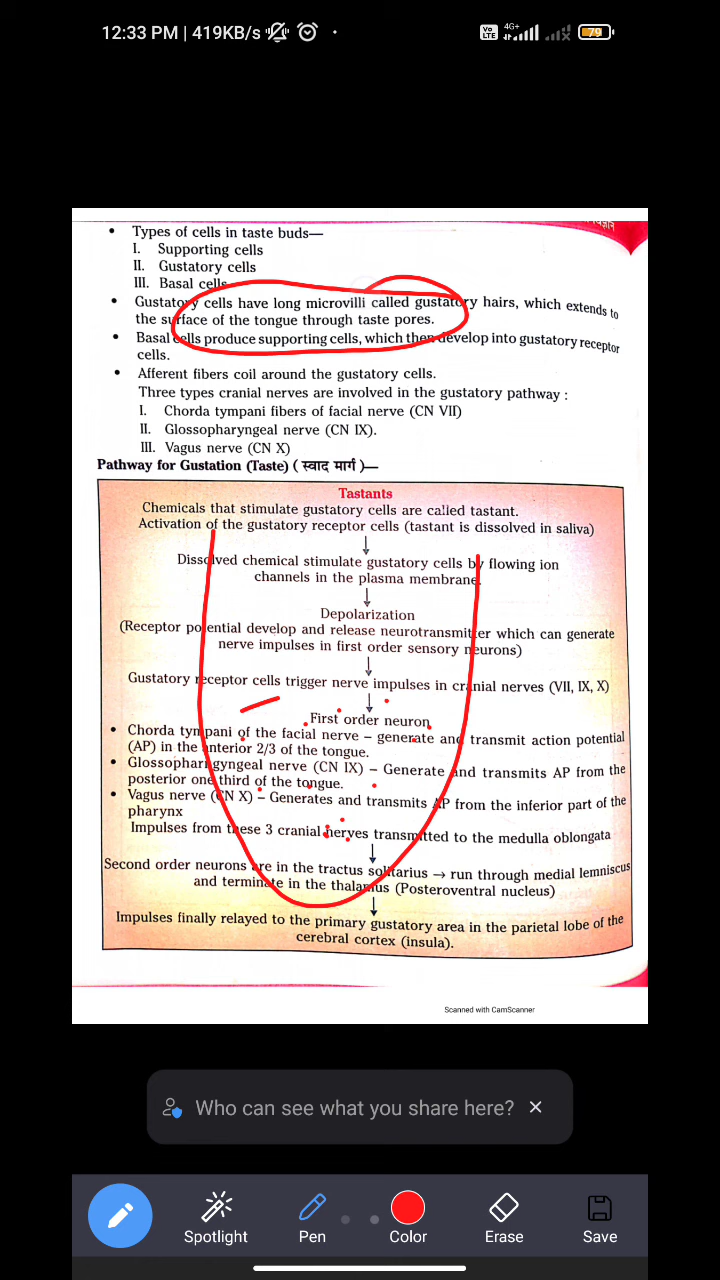 12:33 PM | 419KB/s
Vo LTE 4G+ 79
• Types of cells in taste buds—
I. Supporting cells
II. Gustatory cells
III. Basal cells
• Gustatory cells have long microvilli called gustatory hairs, which extends to
the surface of the tongue through taste pores.
• Basal cells produce supporting cells, which then develop into gustatory receptor
cells.
• Afferent fibers coil around the gustatory cells.
Three types cranial nerves are involved in the gustatory pathway :
I. Chorda tympani fibers of facial nerve (CN VII)
II. Glossopharyngeal nerve (CN IX).
III. Vagus nerve (CN X)
Pathway for Gustation (Taste) ( स्वाद मार्ग )—
Tastants
Chemicals that stimulate gustatory cells are called tastant.
Activation of the gustatory receptor cells (tastant is dissolved in saliva)
↓
Dissolved chemical stimulate gustatory cells by flowing ion
channels in the plasma membrane.
↓
Depolarization
(Receptor potential develop and release neurotransmitter which can generate
nerve impulses in first order sensory neurons)
↓
Gustatory receptor cells trigger nerve impulses in cranial nerves (VII, IX, X)
↓
First order neuron
• Chorda tympani of the facial nerve – generate and transmit action potential
(AP) in the anterior 2/3 of the tongue.
• Glossopharigyngeal nerve (CN IX) – Generate and transmits AP from the
posterior one third of the tongue.
• Vagus nerve (CN X) – Generates and transmits AP from the inferior part of the
pharynx
Impulses from these 3 cranial nerves transmitted to the medulla oblongata
↓
Second order neurons are in the tractus solitarius → run through medial lemniscus
and terminate in the thalamus (Posteroventral nucleus)
↓
Impulses finally relayed to the primary gustatory area in the parietal lobe of the
cerebral cortex (insula).
Scanned with CamScanner
Who can see what you share here? ×
Spotlight Pen Color Erase Save